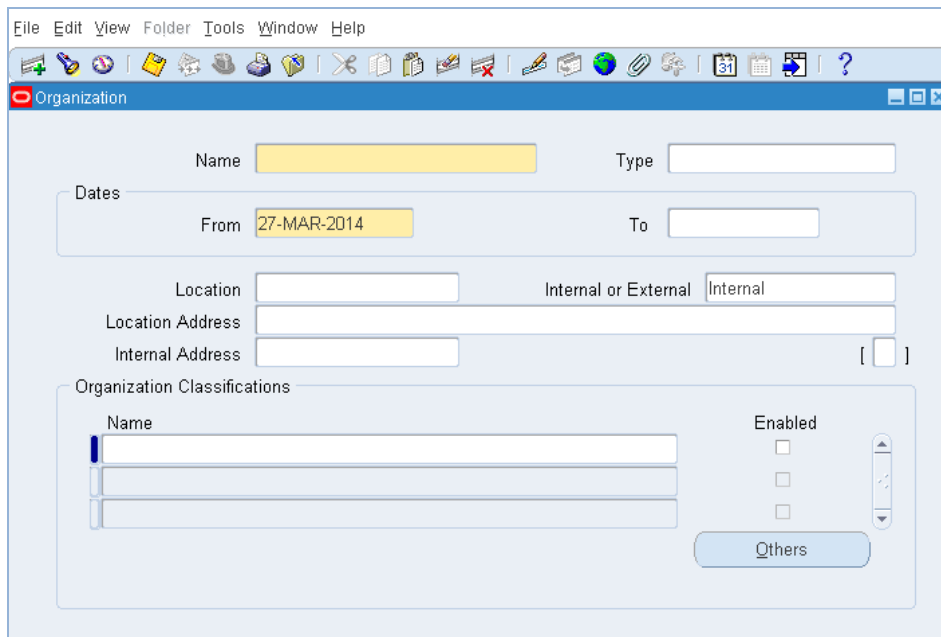 File Edit View Folder Tools Window Help
31 ?
Organization
Name Type
Dates
From 27-MAR-2014 To
Location Internal or External Internal
Location Address
Internal Address [ ]
Organization Classifications
Name Enabled
Others